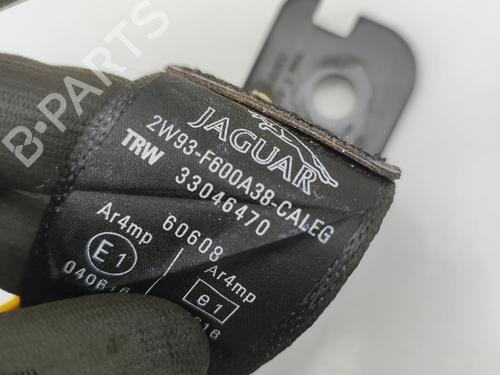 B-PARTS
JAGUAR
2W93-F600A38-CALEG
TRW 33046470
60608
Ar4mp Ar4mp
E1 e1